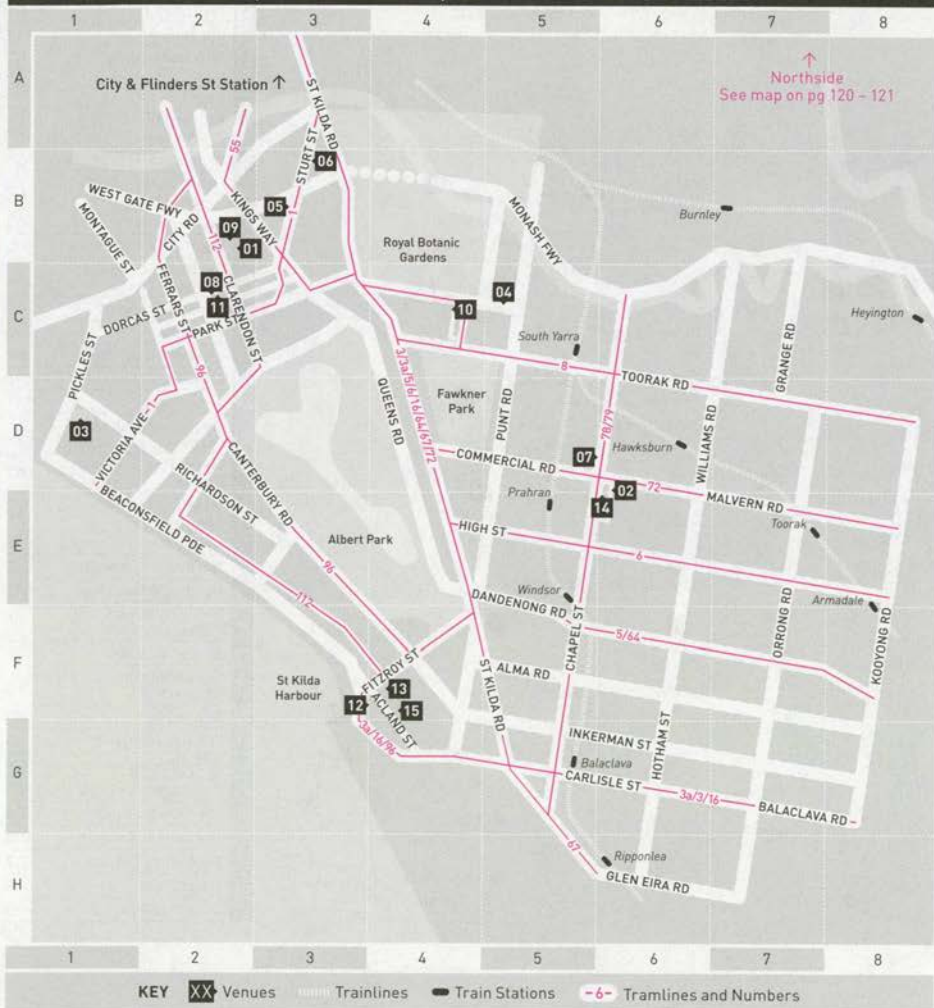 1 2 3 4 5 6 7 8
A
City & Flinders St Station ↑
ST KILDA RD
↑
Northside
See map on pg 120 – 121
B
55
STURT ST
06
WEST GATE FWY
MONTAGUE ST
CITY RD
KINGS WAY
05
1
09
01
112
Royal Botanic
Gardens
MONASH FWY
Burnley
C
08
11
DORCAS ST
FERRARS ST
PARK ST
CLARENDON ST
10
04
South Yarra
Heyington
PICKLES ST
96
3/3a/5/6/16/64/67/72
8
TOORAK RD
GRANGE RD
D
03
VICTORIA AVE
1
QUEENS RD
Fawkner
Park
PUNT RD
78/79
WILLIAMS RD
COMMERCIAL RD
07
Hawksburn
02
72
MALVERN RD
RICHARDSON ST
CANTERBURY RD
BEACONSFIELD PDE
E
Albert Park
Prahran
14
HIGH ST
6
Toorak
96
112
Windsor
DANDENONG RD
Armadale
F
5/64
ORRONG RD
KOOYONG RD
CHAPEL ST
ALMA RD
St Kilda
Harbour
FITZROY ST
13
12
ACLAND ST
15
ST KILDA RD
G
3a/16/96
INKERMAN ST
HOTHAM ST
Balaclava
CARLISLE ST
3a/3/16
BALACLAVA RD
H
67
Ripponlea
GLEN EIRA RD
1 2 3 4 5 6 7 8
KEY XX Venues Trainlines Train Stations -6- Tramlines and Numbers